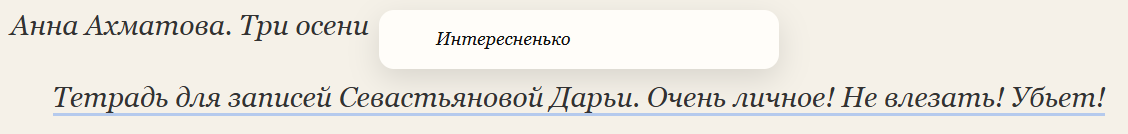 Анна Ахматова. Три осени
Интересненько
Тетрадь для записей Севастьяновой Дарьи. Очень личное! Не влезать! Убьет!